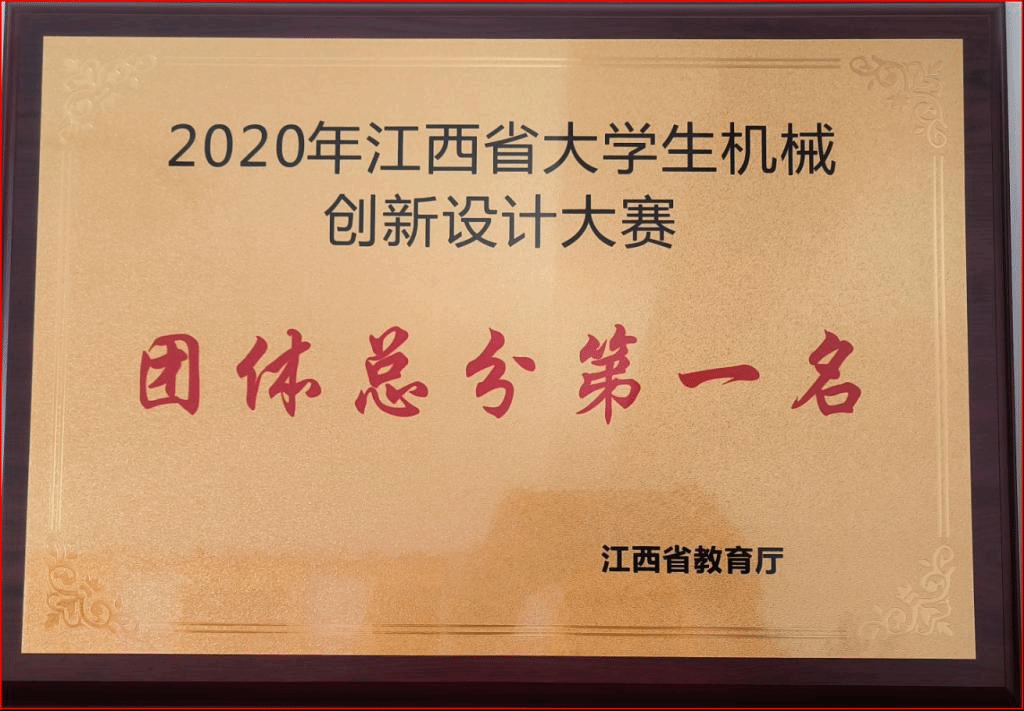 2020年江西省大学生机械
创新设计大赛
团体总分第一名
江西省教育厅